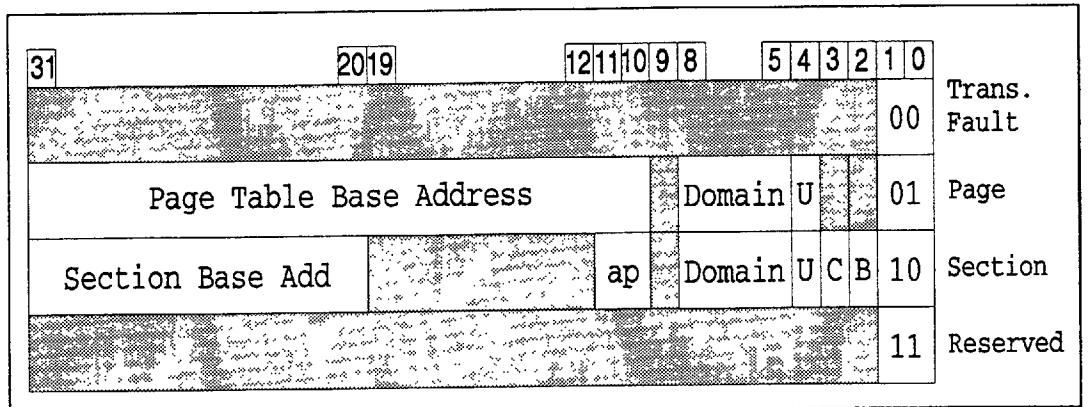 31 20 19 12 11 10 9 8 5 4 3 2 1 0
00 Trans. Fault
Page Table Base Address Domain U 01 Page
Section Base Add ap Domain U C B 10 Section
11 Reserved